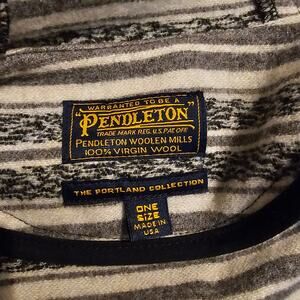 WARRANTED TO BE A
"PENDLETON"
TRADE MARK REG. U.S. PAT. OFF.
PENDLETON WOOLEN MILLS
100% VIRGIN WOOL
THE PORTLAND COLLECTION
ONE
SIZE
MADE IN
USA